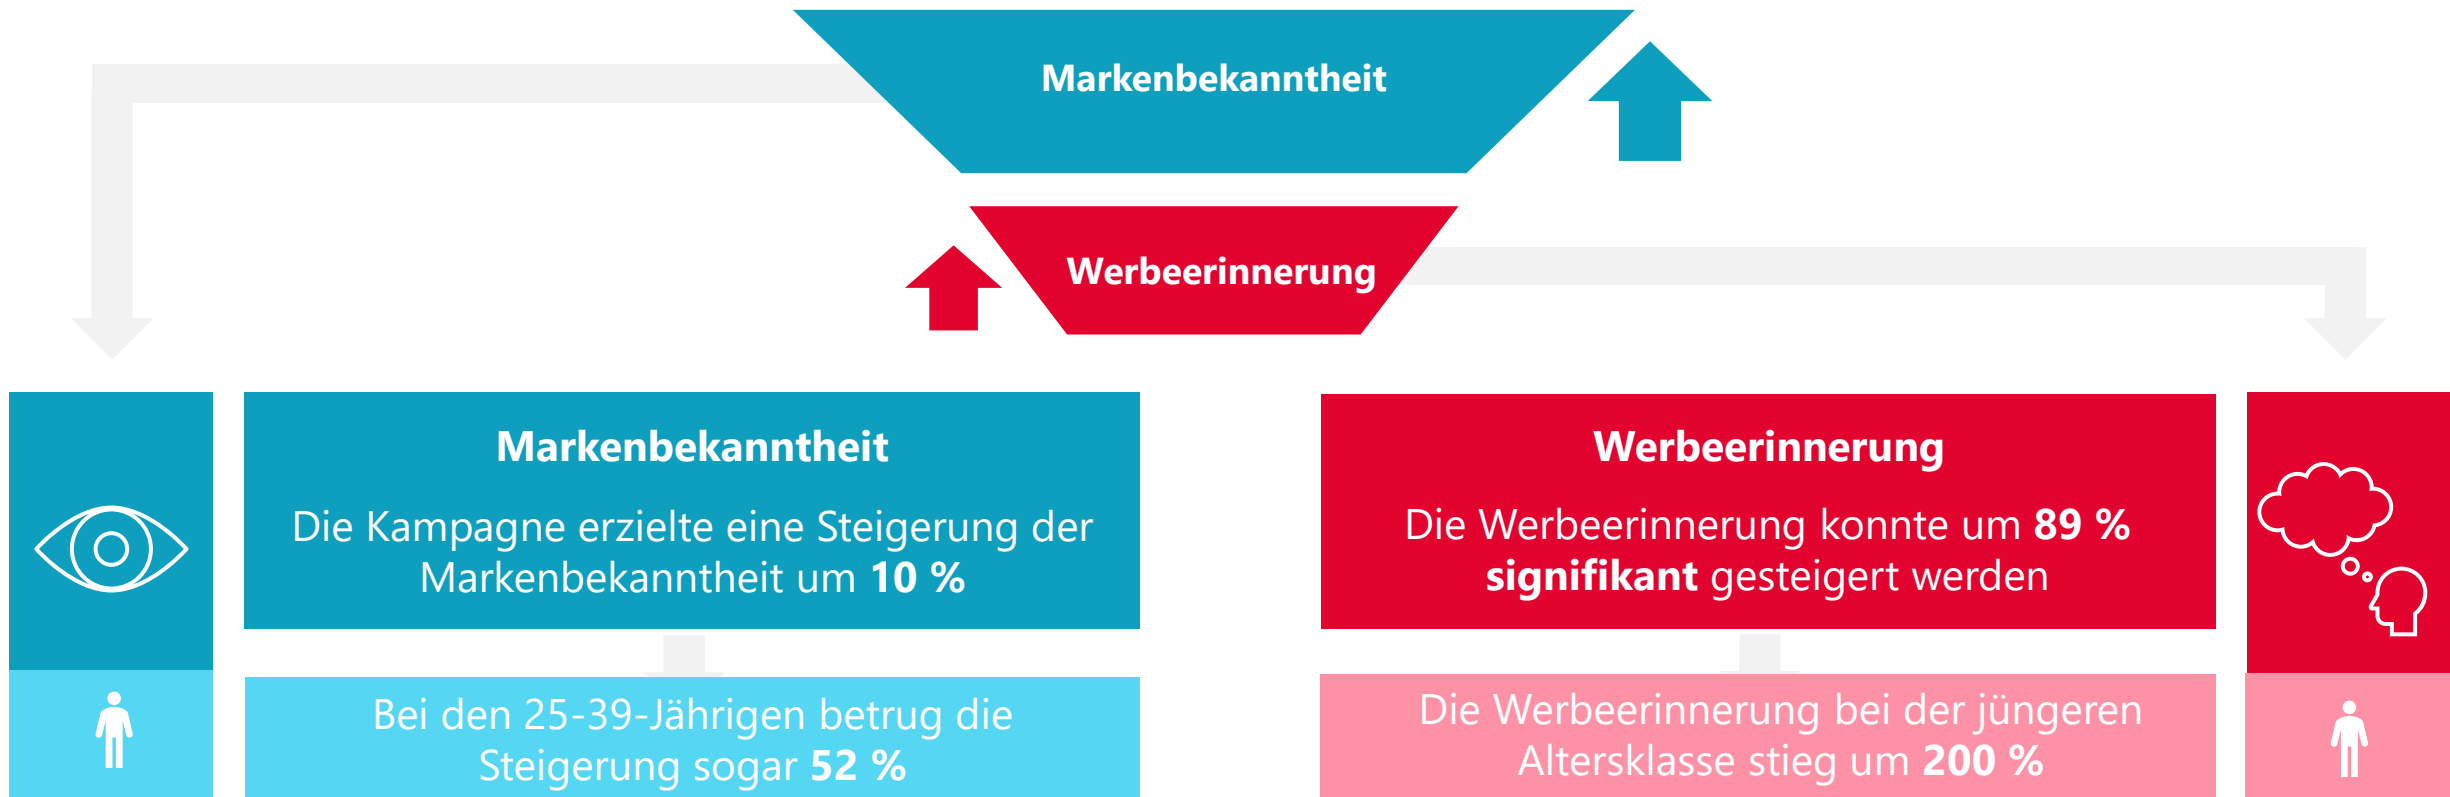 Markenbekanntheit
Werbeerinnerung
Markenbekanntheit
Die Kampagne erzielte eine Steigerung der
Markenbekanntheit um 10 %
Bei den 25-39-Jährigen betrug die
Steigerung sogar 52 %
Werbeerinnerung
Die Werbeerinnerung konnte um 89 %
signifikant gesteigert werden
Die Werbeerinnerung bei der jüngeren
Altersklasse stieg um 200 %